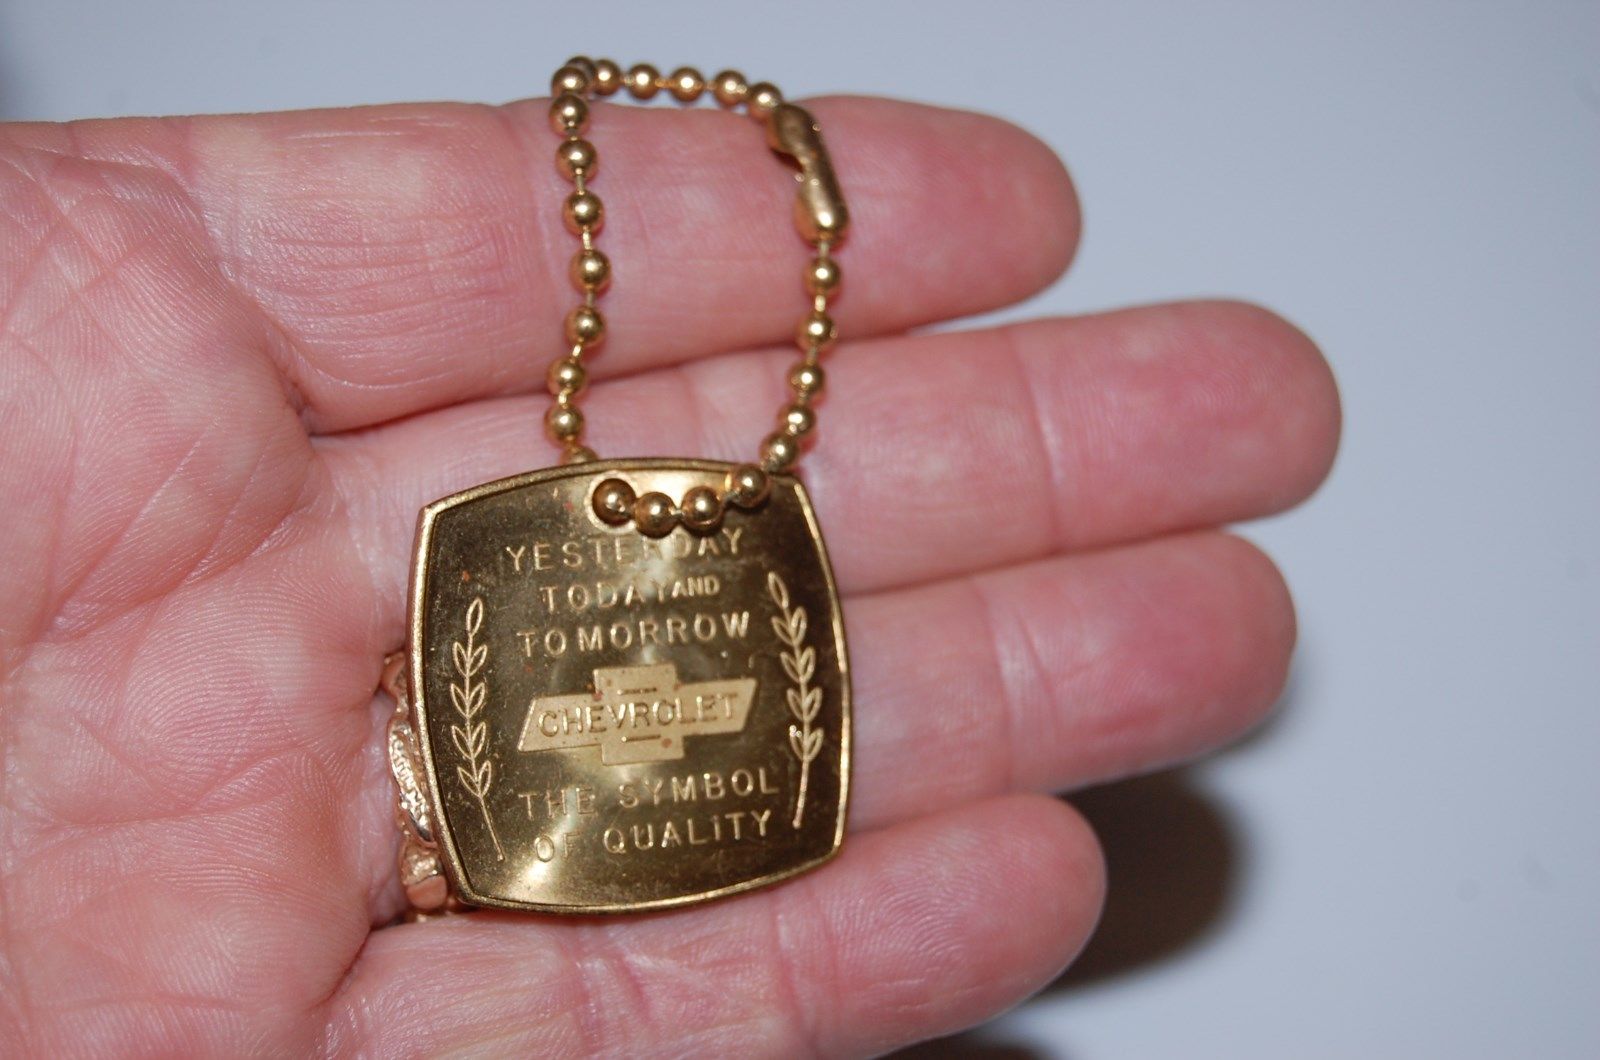 YESTERDAY
TODAY AND
TOMORROW
CHEVROLET
THE SYMBOL
OF QUALITY